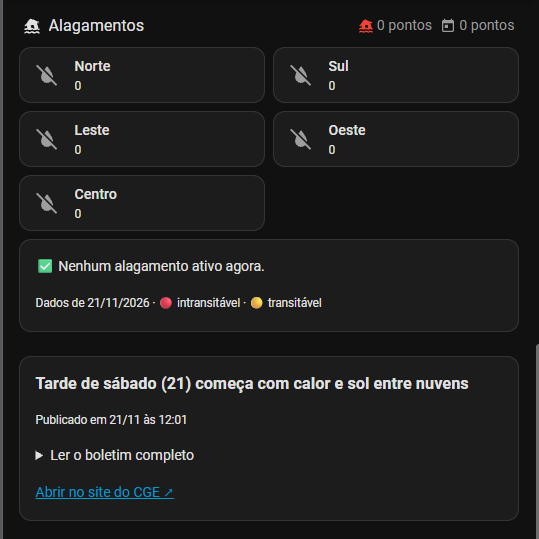 Alagamentos 0 pontos 0 pontos
Norte Sul
0 0
Leste Oeste
0 0
Centro
0
Nenhum alagamento ativo agora.
Dados de 21/11/2026 · intransitável · transitável
Tarde de sábado (21) começa com calor e sol entre nuvens
Publicado em 21/11 às 12:01
Ler o boletim completo
Abrir no site do CGE ↗